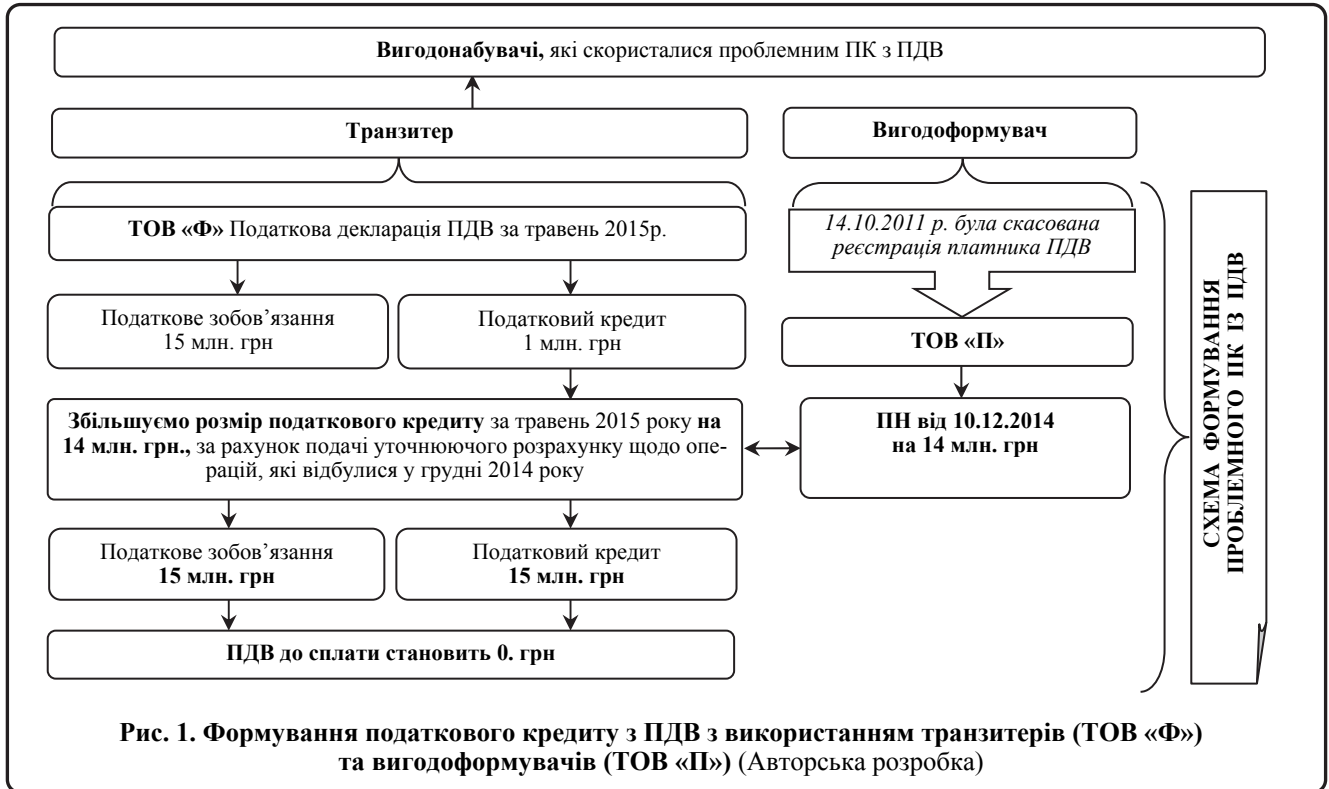 Вигодонабувачі, які скористалися проблемним ПК з ПДВ
Транзитер
Вигодоформувач
ТОВ «Ф» Податкова декларація ПДВ за травень 2015р.
14.10.2011 р. була скасована
реєстрація платника ПДВ
Податкове зобов’язання
15 млн. грн
Податковий кредит
1 млн. грн
ТОВ «П»
Збільшуємо розмір податкового кредиту за травень 2015 року на
14 млн. грн., за рахунок подачі уточнюючого розрахунку щодо опе-
рацій, які відбулися у грудні 2014 року
ПН від 10.12.2014
на 14 млн. грн
Податкове зобов’язання
15 млн. грн
Податковий кредит
15 млн. грн
ПДВ до сплати становить 0. грн
СХЕМА ФОРМУВАННЯ
ПРОБЛЕМНОГО ПК ІЗ ПДВ
Рис. 1. Формування податкового кредиту з ПДВ з використанням транзитерів (ТОВ «Ф»)
та вигодоформувачів (ТОВ «П») (Авторська розробка)